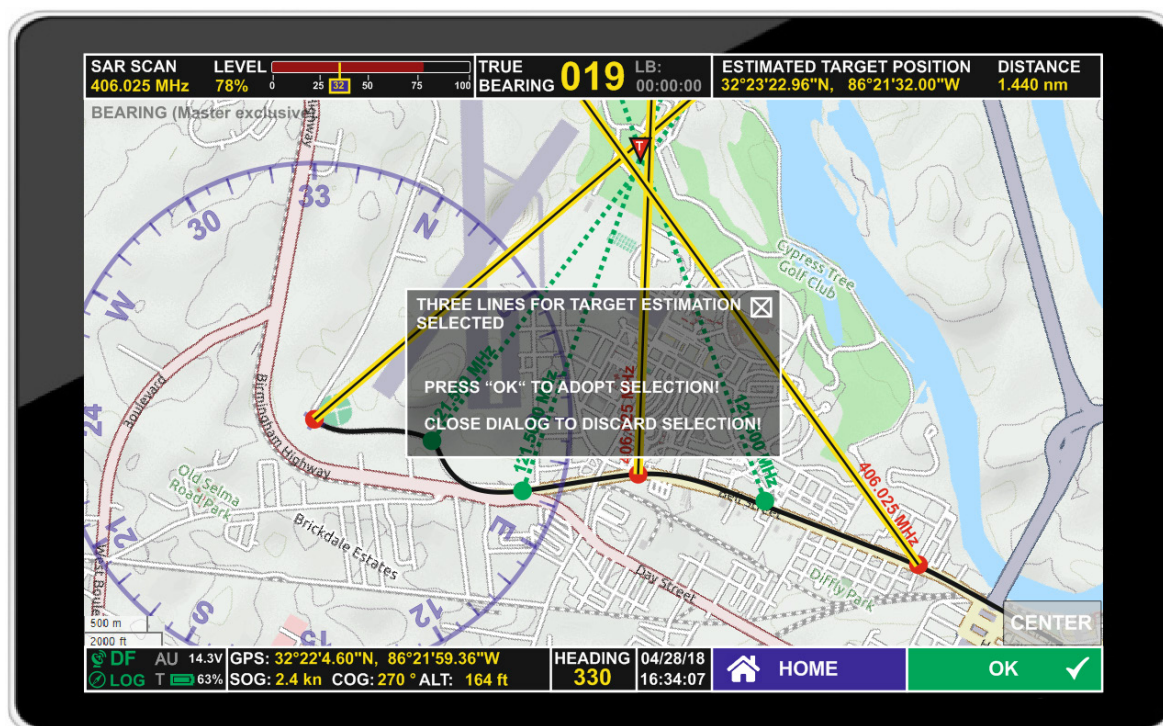 SAR SCAN
406.025 MHz
LEVEL
78%
0 25 32 50 75 100
TRUE
BEARING
019
LB:
00:00:00
ESTIMATED TARGET POSITION
32°23'22.96"N, 86°21'32.00"W
DISTANCE
1.440 nm
BEARING (Master exclusive)
T
33
30
N
W
24
21
S
15
12
E
Cypress Tree
Golf Club
THREE LINES FOR TARGET ESTIMATION
SELECTED
PRESS “OK“ TO ADOPT SELECTION!
CLOSE DIALOG TO DISCARD SELECTION!
406.025 MHz
406.025 MHz
Boulevard
Birmingham Highway
Old Selma
Road Park
Brickdale Estates
Day Street
Diffly Park
West Boule
500 m
2000 ft
CENTER
DF
LOG
AU 14.3V
T 63%
GPS: 32°22'4.60"N, 86°21'59.36"W
SOG: 2.4 kn COG: 270 ° ALT: 164 ft
HEADING
330
04/28/18
16:34:07
HOME
OK